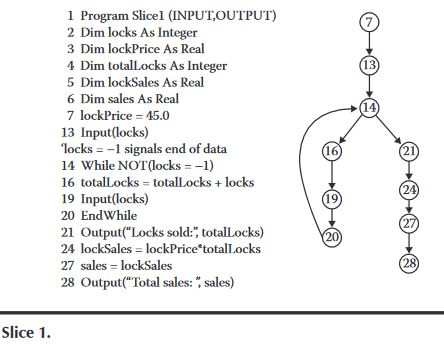 1 Program Slice1 (INPUT,OUTPUT)
2 Dim locks As Integer
3 Dim lockPrice As Real
4 Dim totalLocks As Integer
5 Dim lockSales As Real
6 Dim sales As Real
7 lockPrice = 45.0
13 Input(locks)
‘locks = −1 signals end of data
14 While NOT(locks = −1)
16 totalLocks = totalLocks + locks
19 Input(locks)
20 EndWhile
21 Output(“Locks sold:”, totalLocks)
24 lockSales = lockPrice*totalLocks
27 sales = lockSales
28 Output(“Total sales: ”, sales)
7
13
14
16
21
19
24
20
27
28
Slice 1.